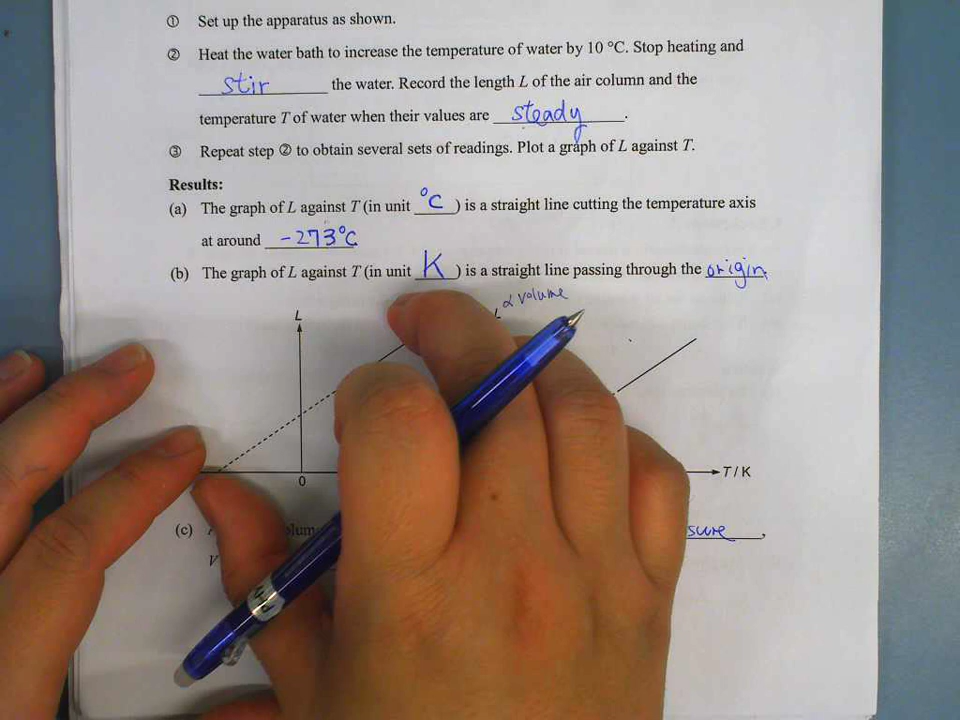 ① Set up the apparatus as shown.
② Heat the water bath to increase the temperature of water by 10 °C. Stop heating and
stir the water. Record the length L of the air column and the
temperature T of water when their values are steady.
③ Repeat step ② to obtain several sets of readings. Plot a graph of L against T.
Results:
(a) The graph of L against T (in unit °C) is a straight line cutting the temperature axis
at around -273°C
(b) The graph of L against T (in unit K) is a straight line passing through the origin.
L L ∝ volume
0 T / K
(c)
V